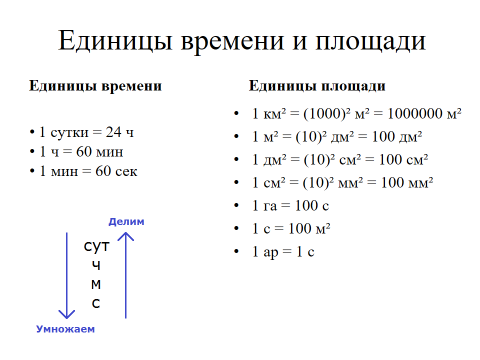 Единицы времени и площади
Единицы времени
• 1 сутки = 24 ч
• 1 ч = 60 мин
• 1 мин = 60 сек
Делим
сут
ч
м
с
Умножаем
Единицы площади
• 1 км² = (1000)² м² = 1000000 м²
• 1 м² = (10)² дм² = 100 дм²
• 1 дм² = (10)² см² = 100 см²
• 1 см² = (10)² мм² = 100 мм²
• 1 га = 100 с
• 1 с = 100 м²
• 1 ар = 1 с